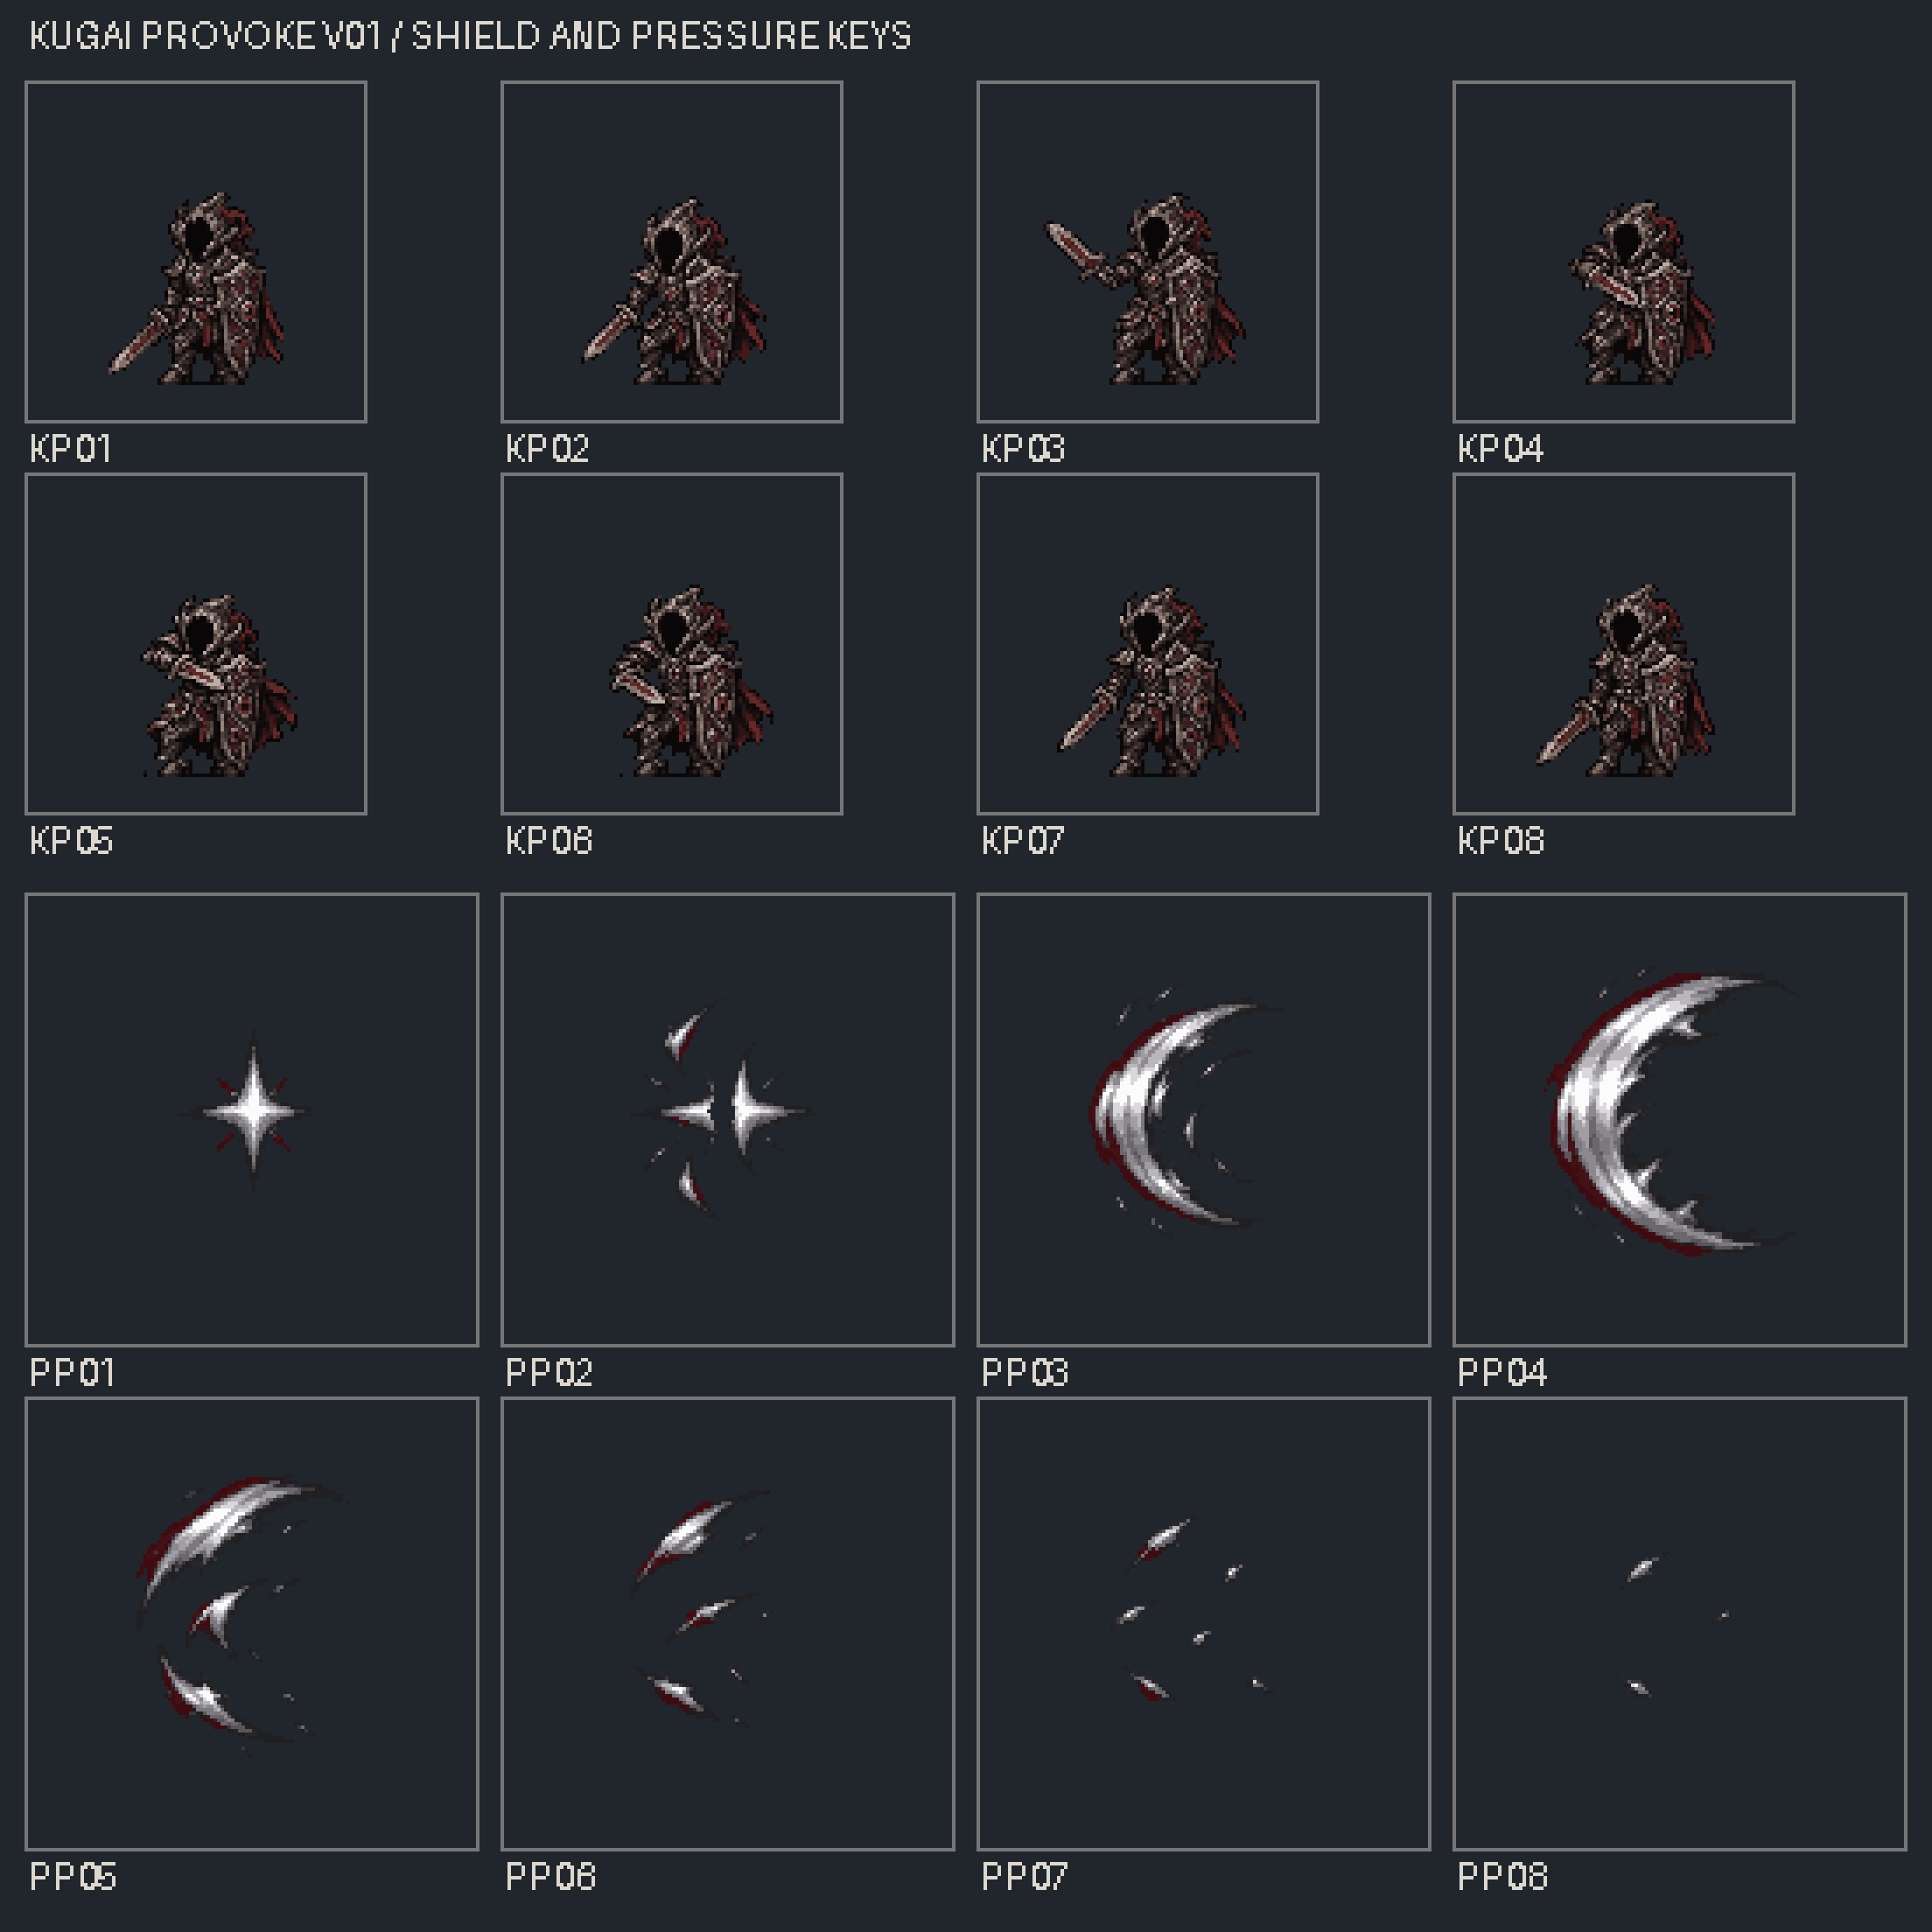 KUGAI PROVOKE V01 / SHIELD AND PRESSURE KEYS
KP01 KP02 KP03 KP04
KP05 KP06 KP07 KP08
PP01 PP02 PP03 PP04
PP05 PP06 PP07 PP08